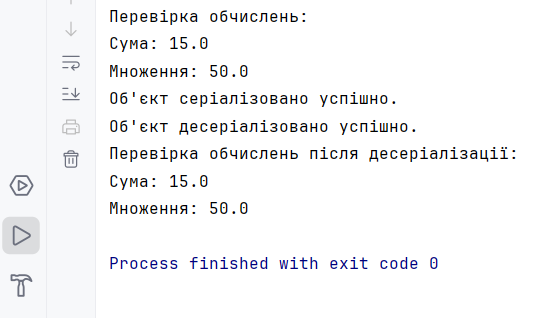 Перевірка обчислень:
Сума: 15.0
Множення: 50.0
Об'єкт серіалізовано успішно.
Об'єкт десеріалізовано успішно.
Перевірка обчислень після десеріалізації:
Сума: 15.0
Множення: 50.0
Process finished with exit code 0